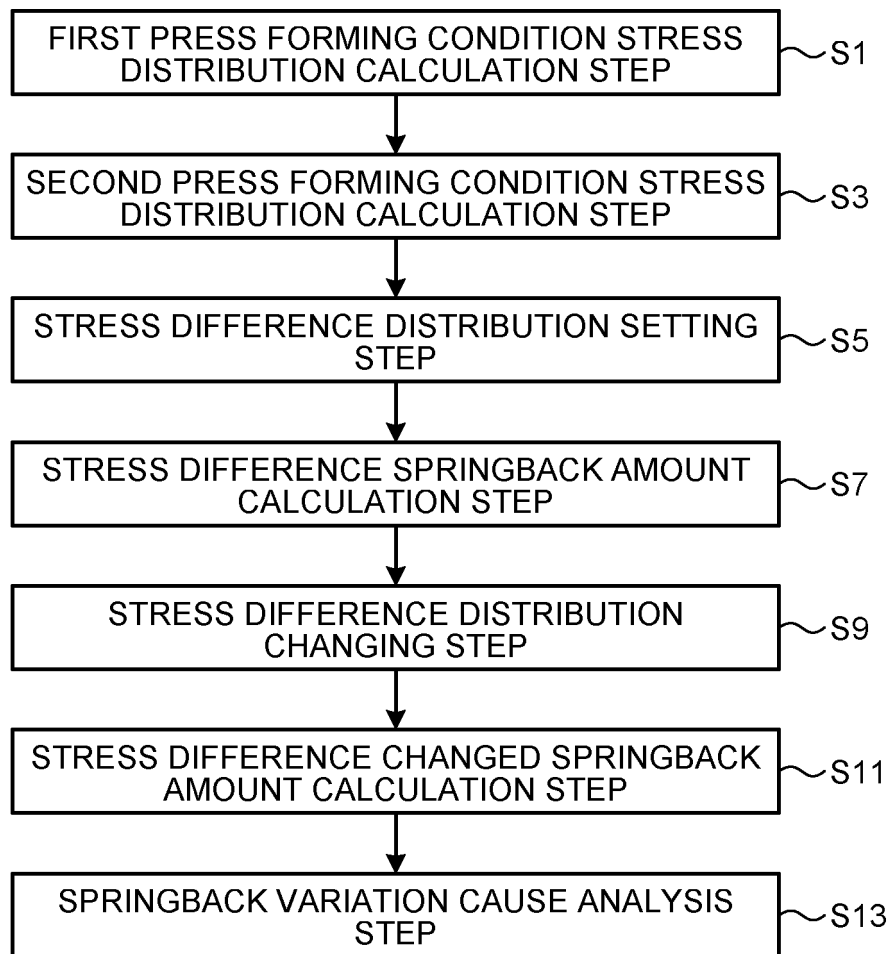 FIRST PRESS FORMING CONDITION STRESS
DISTRIBUTION CALCULATION STEP
S1
SECOND PRESS FORMING CONDITION STRESS
DISTRIBUTION CALCULATION STEP
S3
STRESS DIFFERENCE DISTRIBUTION SETTING
STEP
S5
STRESS DIFFERENCE SPRINGBACK AMOUNT
CALCULATION STEP
S7
STRESS DIFFERENCE DISTRIBUTION
CHANGING STEP
S9
STRESS DIFFERENCE CHANGED SPRINGBACK
AMOUNT CALCULATION STEP
S11
SPRINGBACK VARIATION CAUSE ANALYSIS
STEP
S13